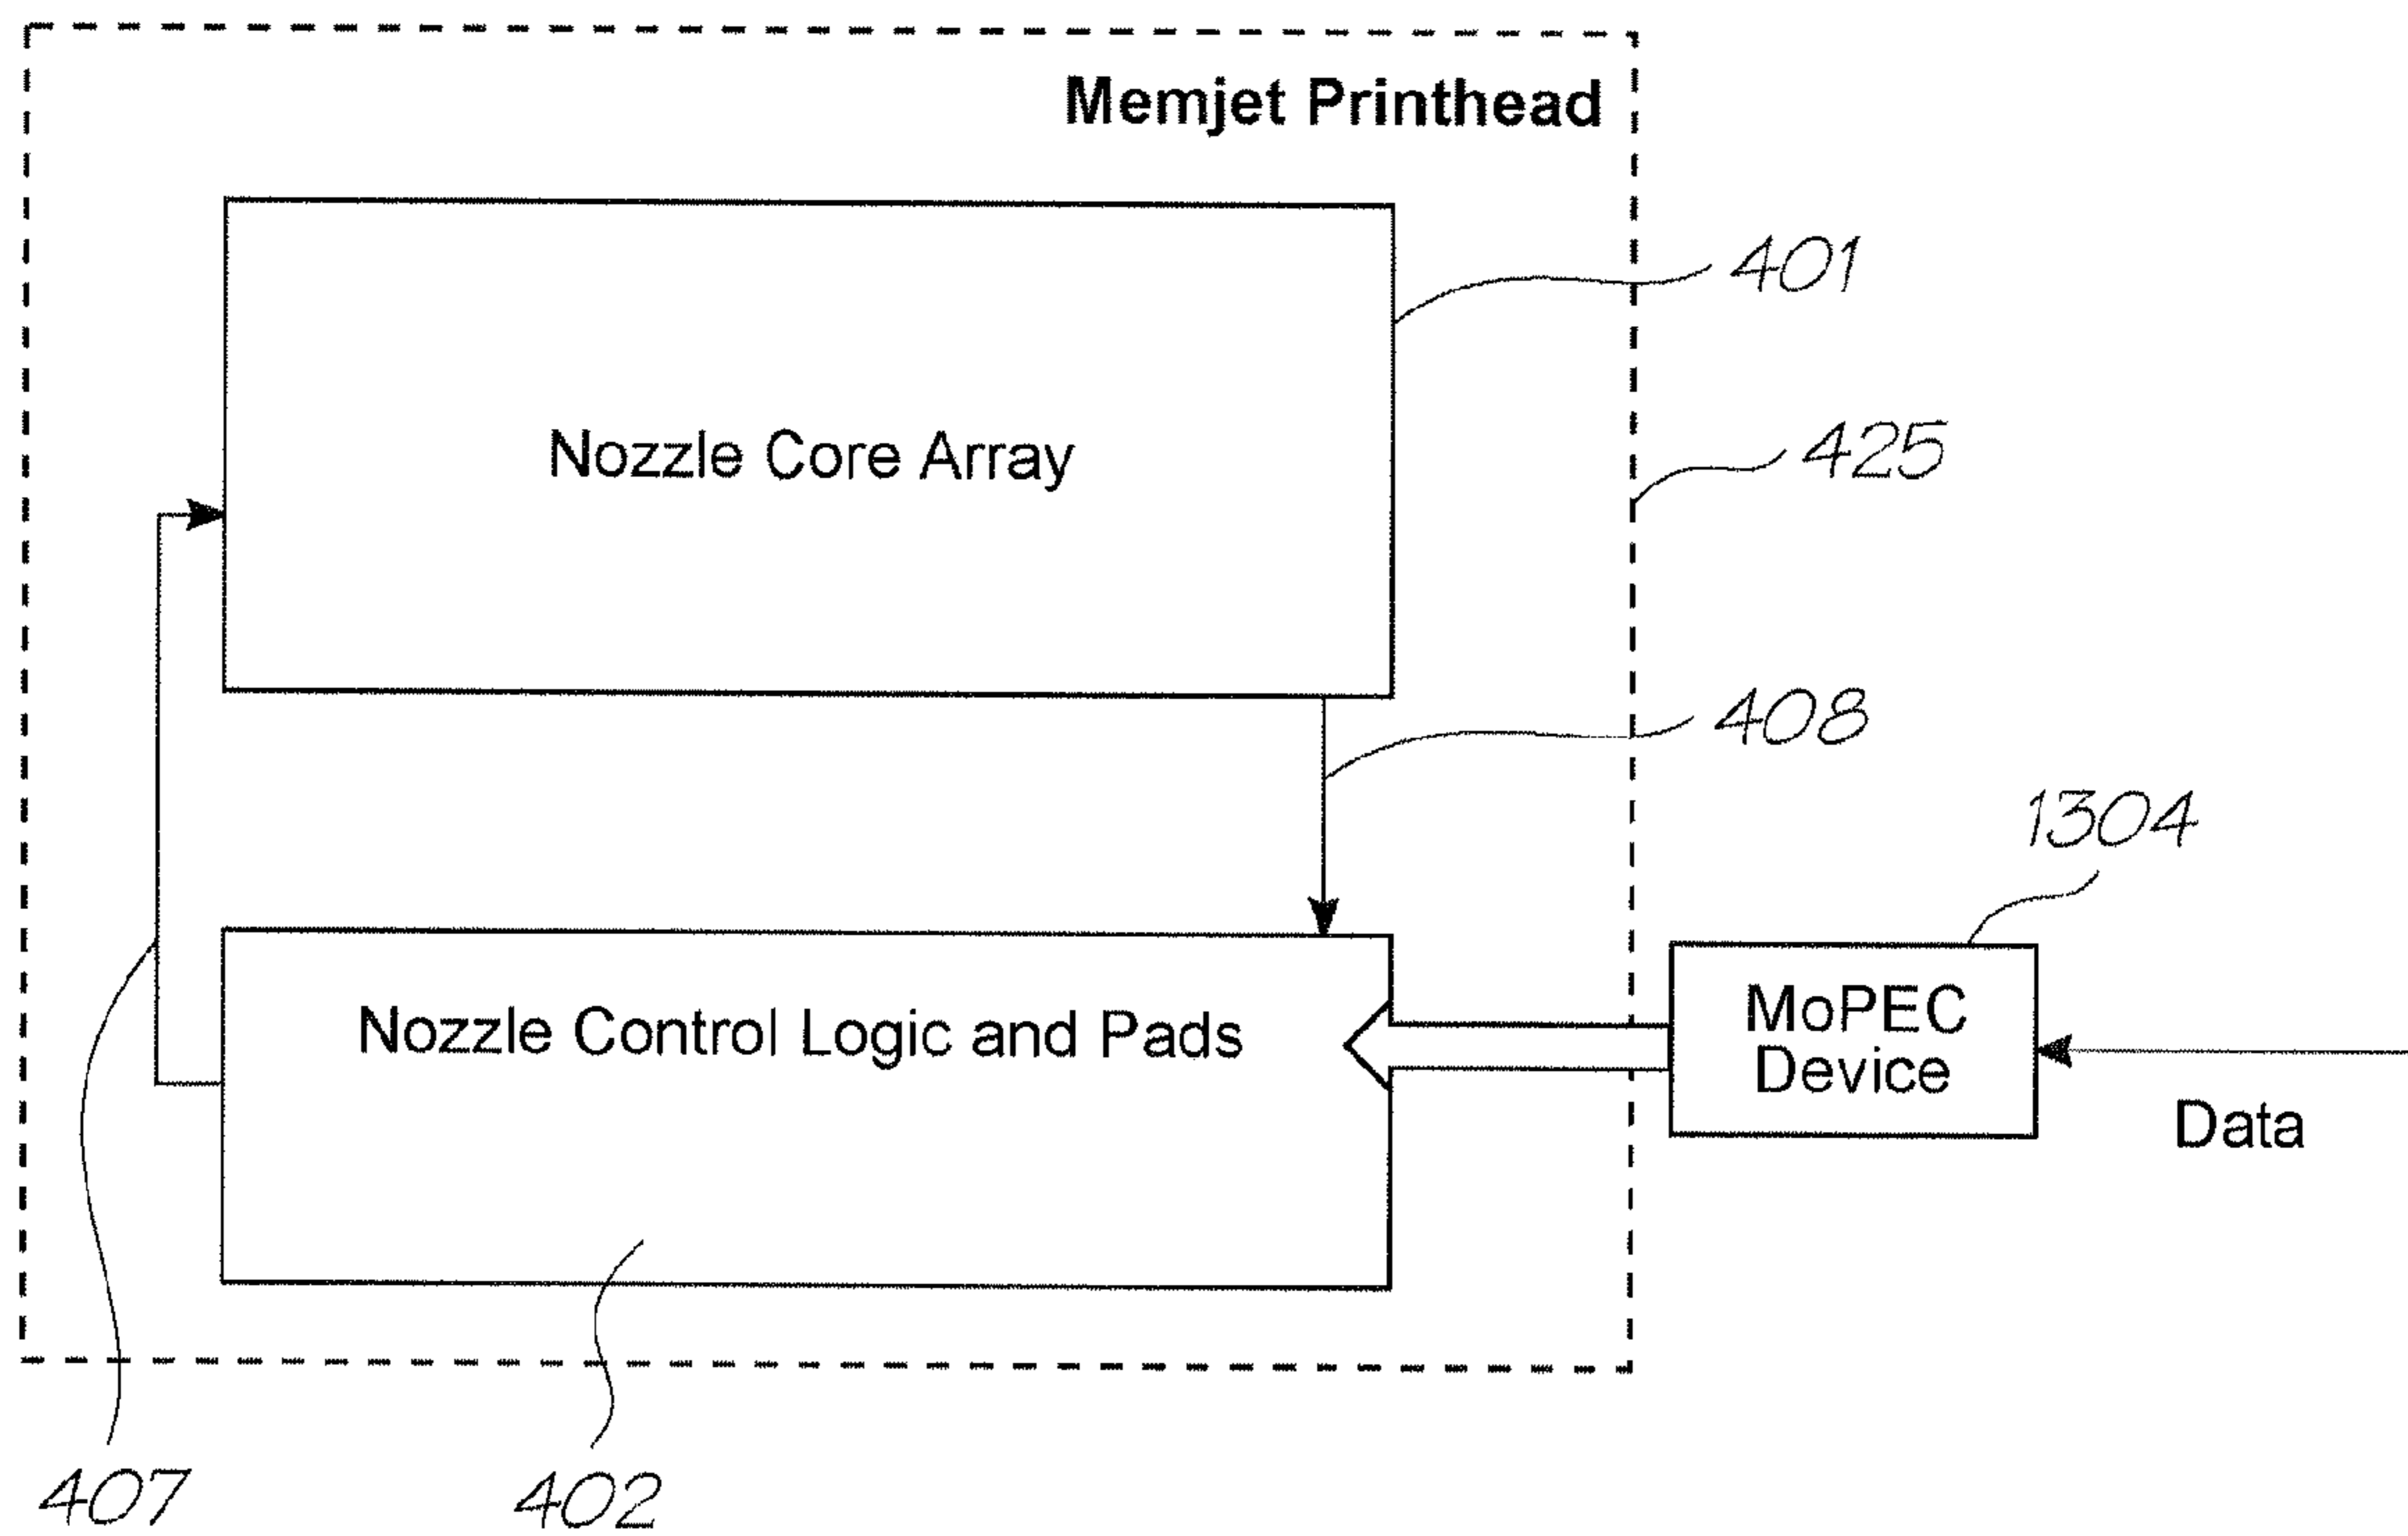 Memjet Printhead
401
Nozzle Core Array
425
408
1304
Nozzle Control Logic and Pads
MoPEC
Device
Data
407
402